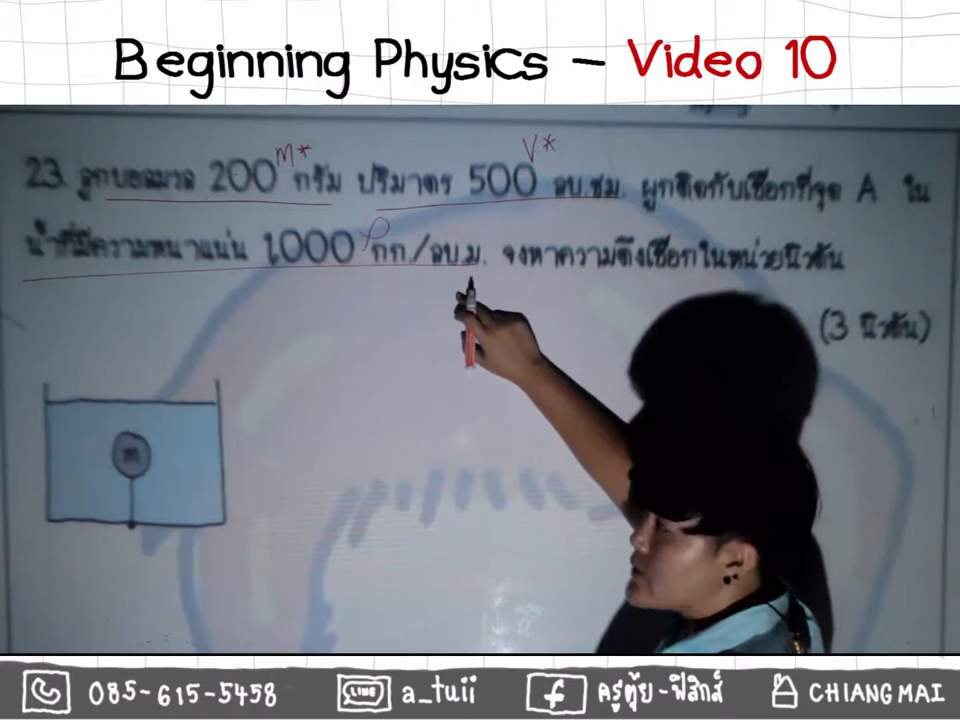 Beginning Physics – Video 10
m* V*
23. ลูกบอลมวล 200 กรัม ปริมาตร 500 ลบ.ซม. ผูกติดกับเชือกที่จุด A ใน
น้ำที่มีความหนาแน่น 1000 กก/ลบ.ม. จงหาความตึงเชือกในหน่วยนิวตัน
ρ
(3 นิวตัน)
m
085-615-5458 LINE a_tuii f ครูตุ้ย-ฟิสิกส์ CHIANG MAI